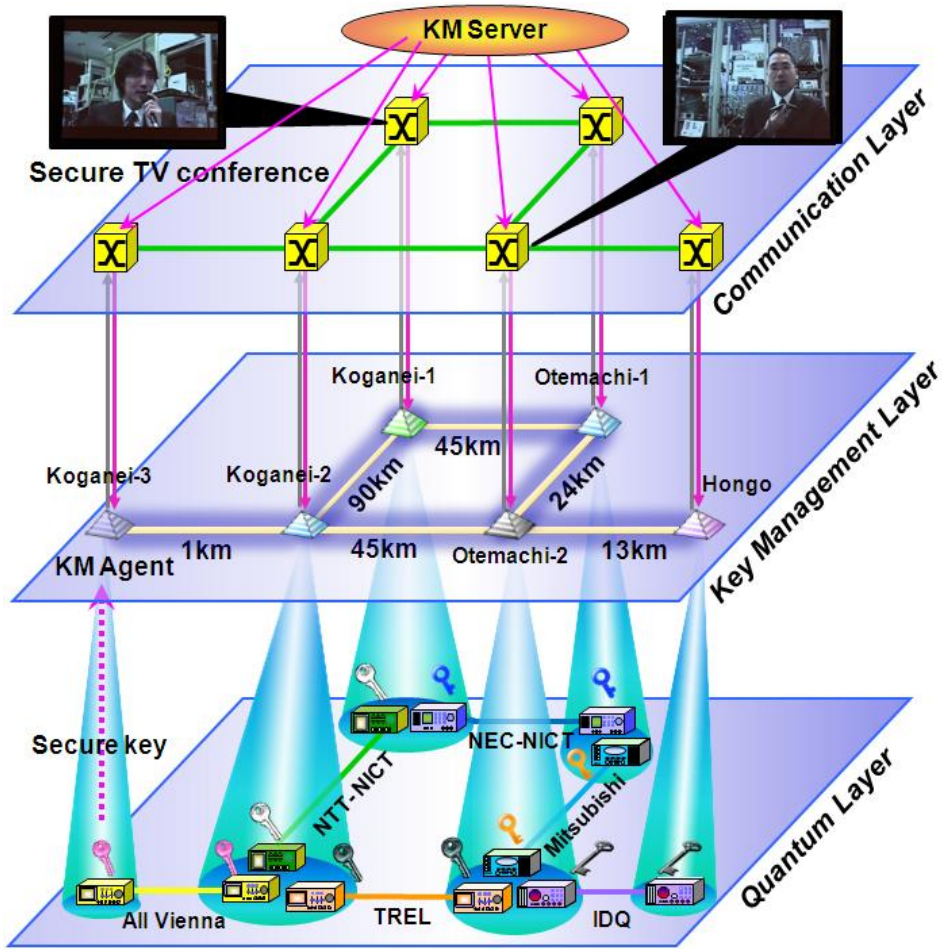 KM Server
Secure TV conference
Communication Layer
Koganei-1
Otemachi-1
45km
Koganei-3
Koganei-2
90km
24km
Hongo
1km
45km
Otemachi-2
13km
KM Agent
Key Management Layer
Secure key
NEC-NICT
NTT-NICT
Mitsubishi
All Vienna
TREL
IDQ
Quantum Layer